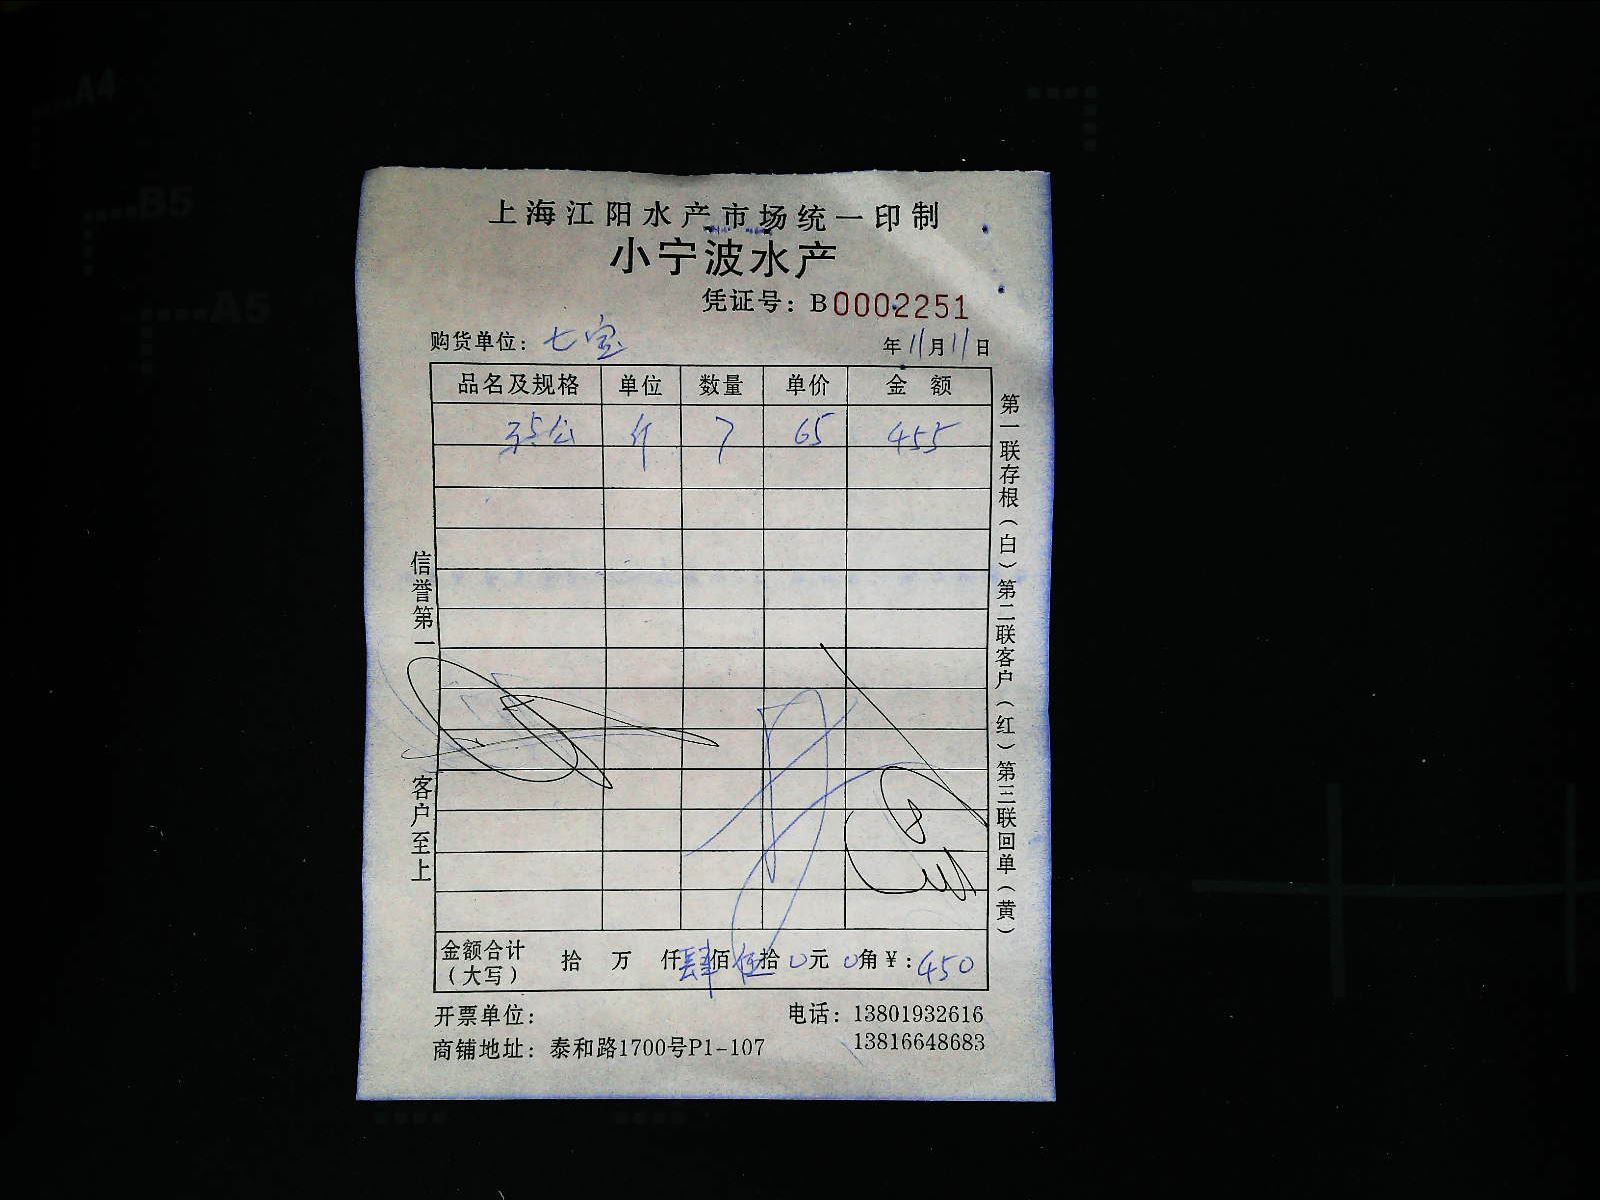 A4
B5
A5
上海江阳水产市场统一印制
小宁波水产
凭证号：B0002251
购货单位：七宝 年11月11日
品名及规格 单位 数量 单价 金额
斤 7 65 455
信誉第一 客户至上
第一联存根（白）第二联客户（红）第三联回单（黄）
金额合计（大写） 拾 万 仟肆佰伍拾0元0角￥：450
开票单位： 电话：13801932616
商铺地址：泰和路1700号P1-107 13816648683